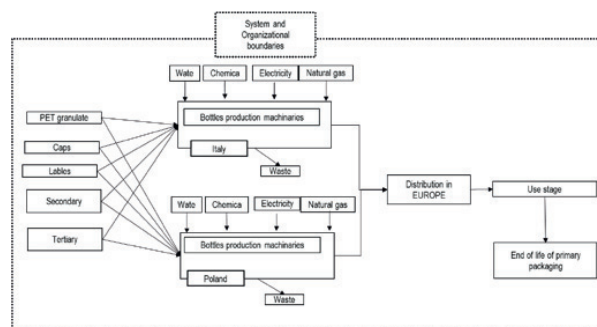 System and
Organizational
boundaries
Wate
Chemica
Electricity
Natural gas
PET granulate
Caps
Lables
Secondary
Tertiary
Bottles production machinaries
Italy
Waste
Wate
Chemica
Electricity
Natural gas
Bottles production machinaries
Poland
Waste
Distribution in
EUROPE
Use stage
End of life of primary
packaging